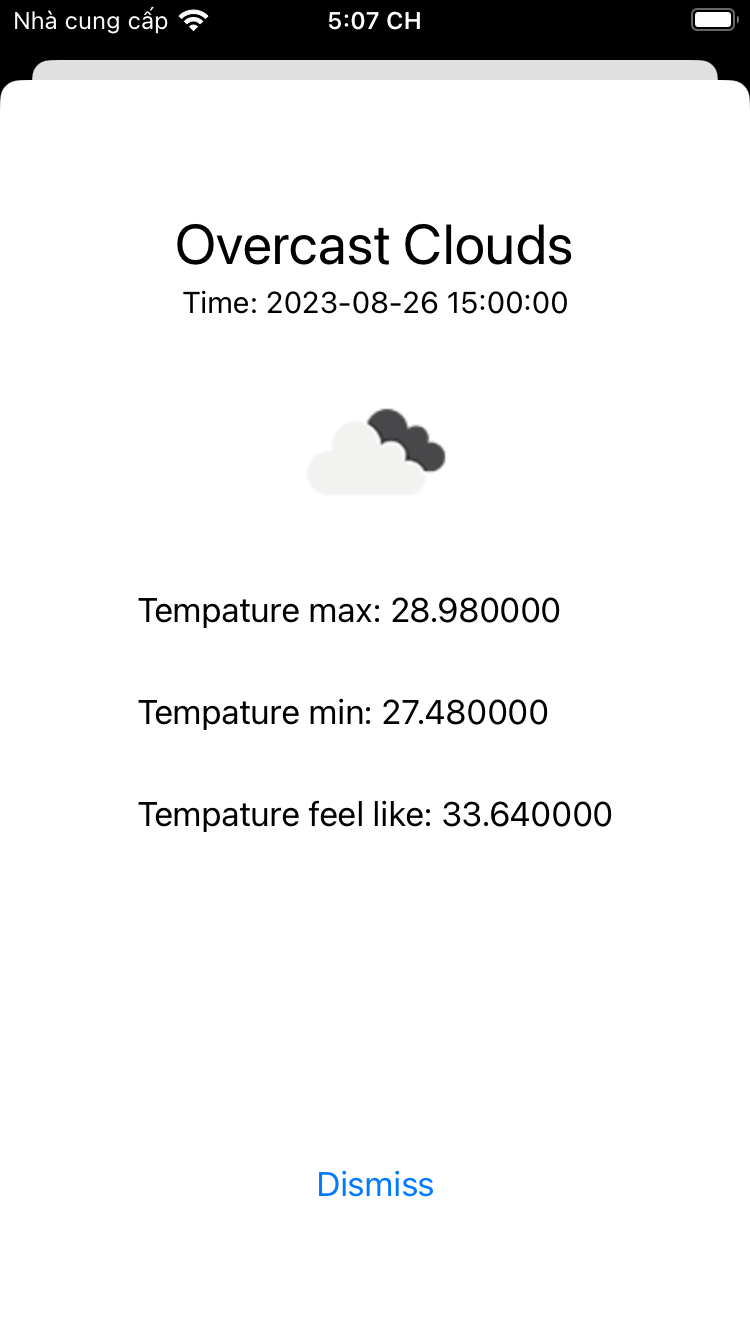 Nhà cung cấp 5:07 CH
Overcast Clouds
Time: 2023-08-26 15:00:00
Tempature max: 28.980000
Tempature min: 27.480000
Tempature feel like: 33.640000
Dismiss